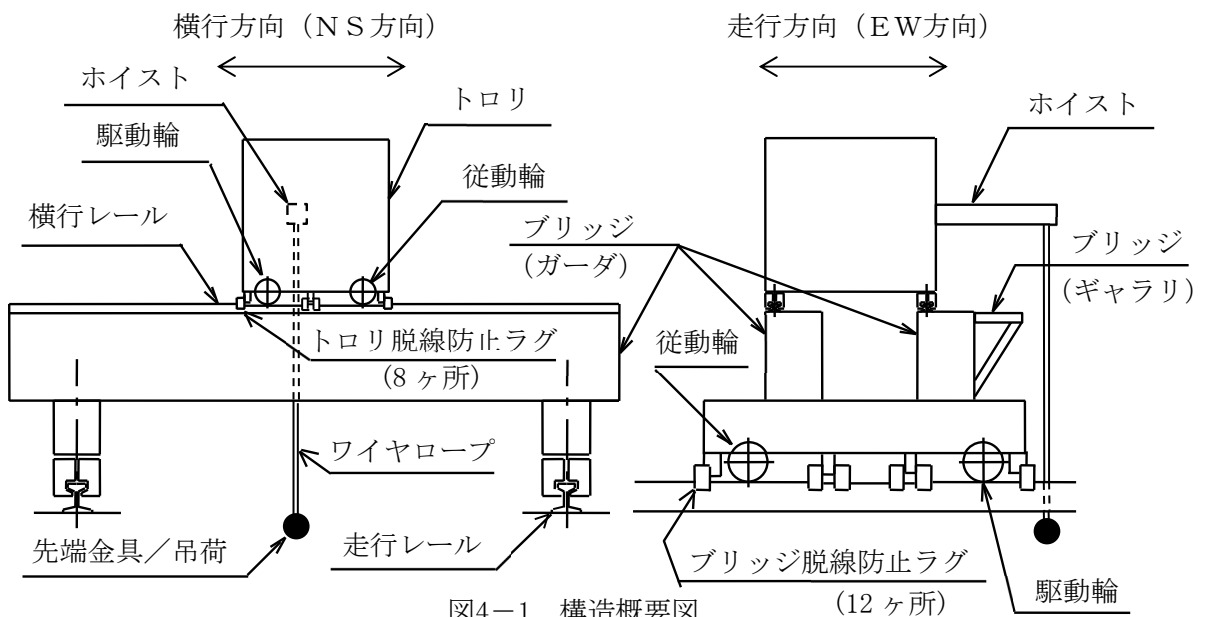 横行方向（ＮＳ方向）
走行方向（ＥＷ方向）
ホイスト
トロリ
駆動輪
従動輪
横行レール
ブリッジ
(ガーダ)
トロリ脱線防止ラグ
(8 ヶ所)
ワイヤロープ
先端金具／吊荷
走行レール
ホイスト
ブリッジ
(ギャラリ)
従動輪
ブリッジ脱線防止ラグ
(12 ヶ所)
駆動輪
図4－1 構造概要図